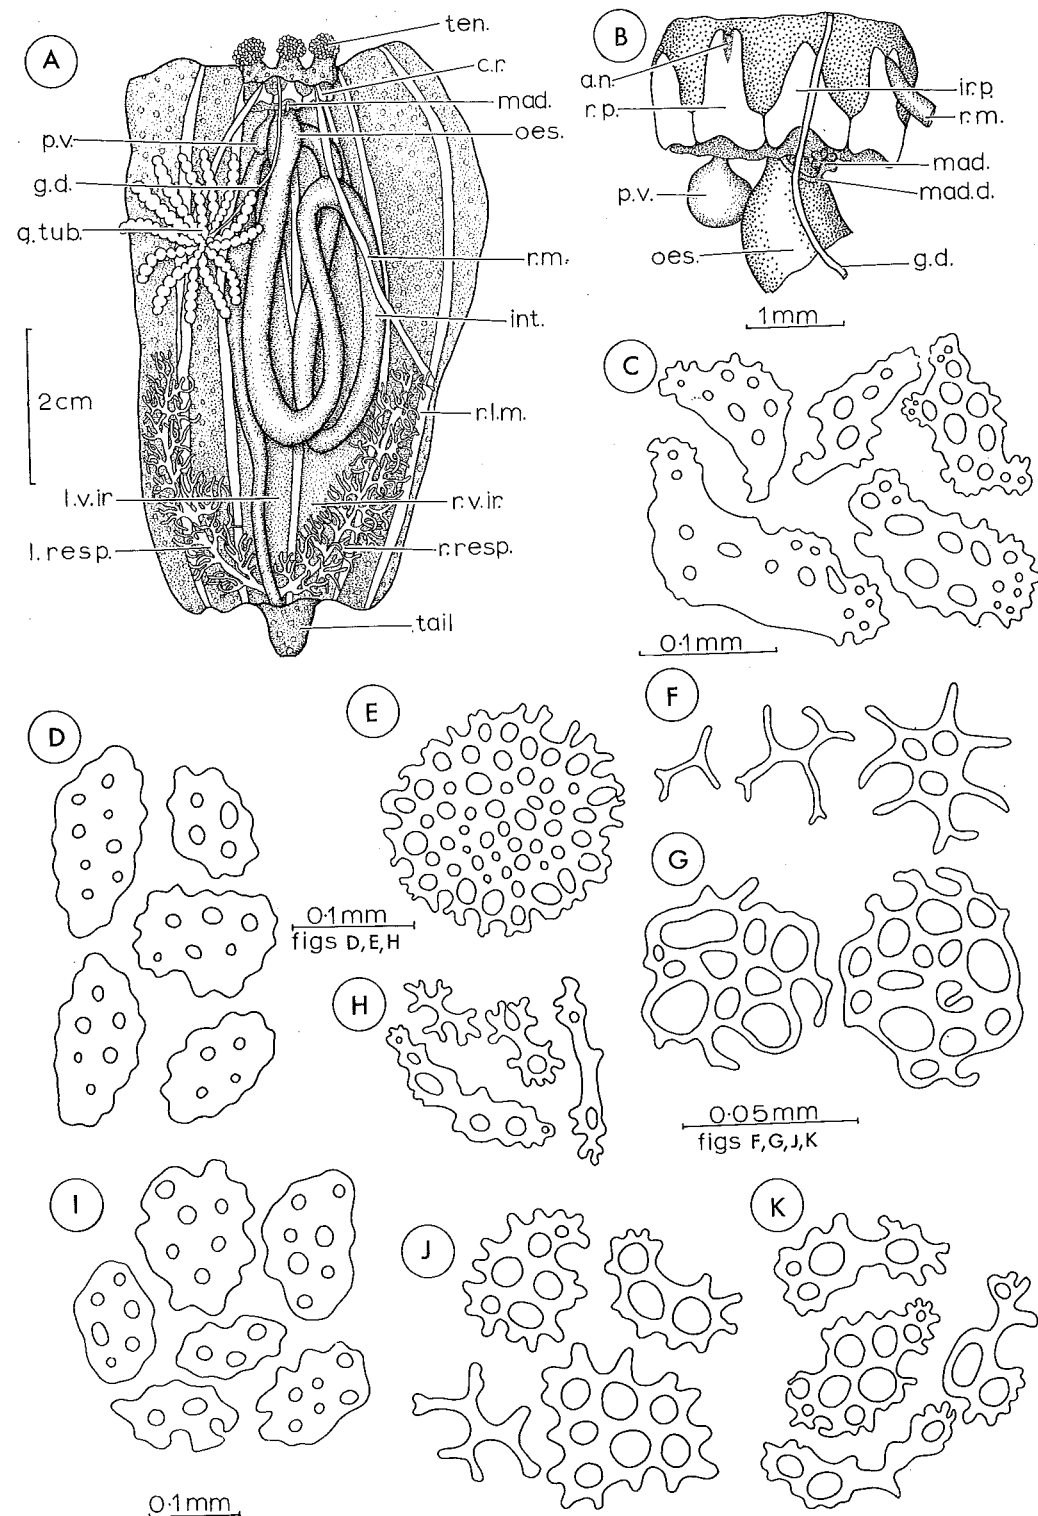 A
ten.
c.r.
mad.
oes.
p.v.
g.d.
g.tub.
r.m.
int.
2cm
r.l.m.
l.v.ir
r.v.ir.
l.resp.
r.resp.
tail
B
a.n.
r.p.
ir.p.
r.m.
mad.
mad.d.
p.v.
oes.
g.d.
1mm
C
0·1mm
D
E
0·1mm
figs D,E,H
F
G
H
0·05mm
figs F,G,J,K
I
J
K
0·1mm